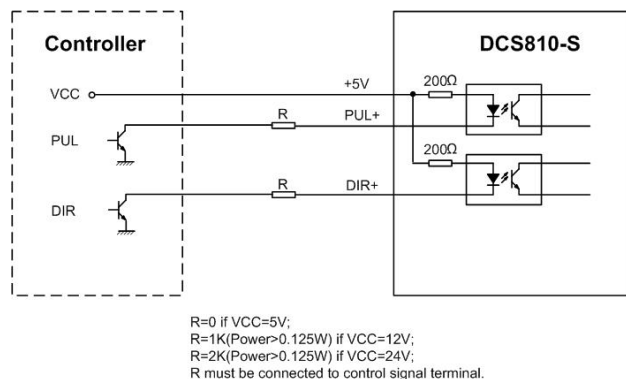 Controller
DCS810-S
VCC
+5V
200Ω
PUL
R
PUL+
200Ω
DIR
R
DIR+
R=0 if VCC=5V;
R=1K(Power>0.125W) if VCC=12V;
R=2K(Power>0.125W) if VCC=24V;
R must be connected to control signal terminal.